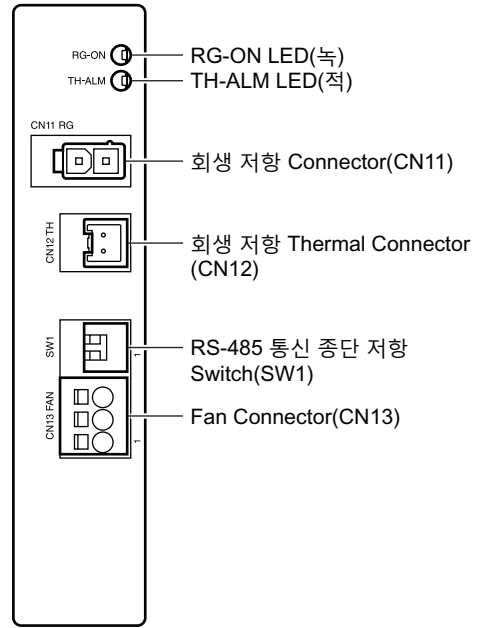 RG-ON
RG-ON LED(녹)
TH-ALM
TH-ALM LED(적)
CN11 RG
회생 저항 Connector(CN11)
CN12 TH
회생 저항 Thermal Connector
(CN12)
SW1
1
RS-485 통신 종단 저항
Switch(SW1)
CN13 FAN
1
Fan Connector(CN13)